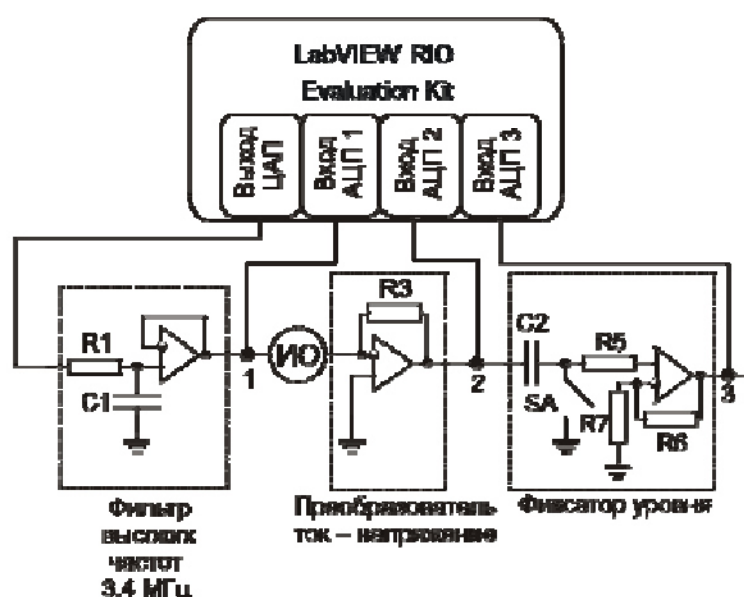 LabVIEW RIO
Evaluation Kit
Выход ЦАП
Вход АЦП 1
Вход АЦП 2
Вход АЦП 3
R1
C1
1
ИО
R3
2
C2
SA
R5
R7
R6
3
Фильтр
высоких
частот
3.4 МГц
Преобразователь
ток – напряжение
Фиксатор уровня